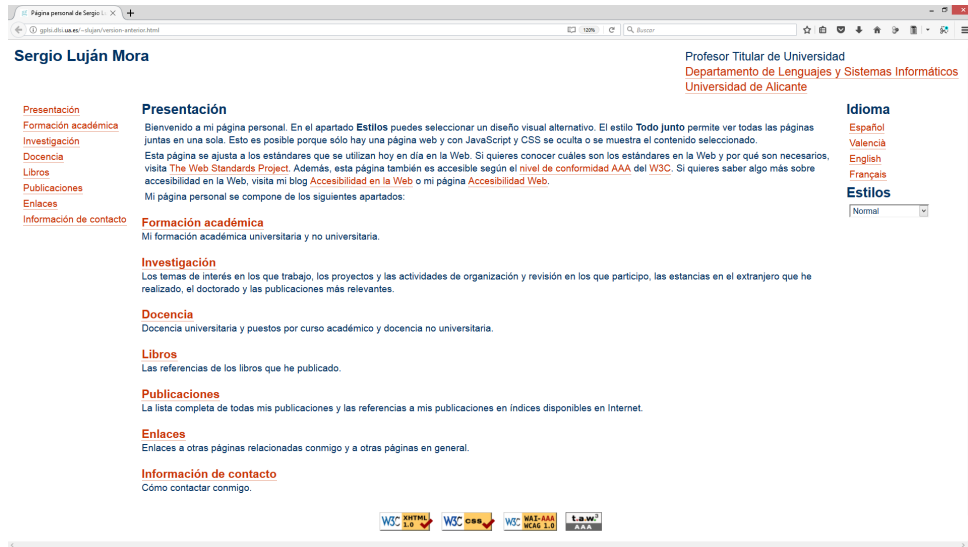 Página personal de Sergio L
gplsi.dlsi.ua.es/~slujan/version-anterior.html
120%
Buscar
Sergio Luján Mora
Profesor Titular de Universidad
Departamento de Lenguajes y Sistemas Informáticos
Universidad de Alicante
Presentación
Formación académica
Investigación
Docencia
Libros
Publicaciones
Enlaces
Información de contacto
Presentación
Bienvenido a mi página personal. En el apartado Estilos puedes seleccionar un diseño visual alternativo. El estilo Todo junto permite ver todas las páginas
juntas en una sola. Esto es posible porque sólo hay una página web y con JavaScript y CSS se oculta o se muestra el contenido seleccionado.
Esta página se ajusta a los estándares que se utilizan hoy en día en la Web. Si quieres conocer cuáles son los estándares en la Web y por qué son necesarios,
visita The Web Standards Project. Además, esta página también es accesible según el nivel de conformidad AAA del W3C. Si quieres saber algo más sobre
accesibilidad en la Web, visita mi blog Accesibilidad en la Web o mi página Accesibilidad Web.
Mi página personal se compone de los siguientes apartados:
Formación académica
Mi formación académica universitaria y no universitaria.
Investigación
Los temas de interés en los que trabajo, los proyectos y las actividades de organización y revisión en los que participo, las estancias en el extranjero que he
realizado, el doctorado y las publicaciones más relevantes.
Docencia
Docencia universitaria y puestos por curso académico y docencia no universitaria.
Libros
Las referencias de los libros que he publicado.
Publicaciones
La lista completa de todas mis publicaciones y las referencias a mis publicaciones en índices disponibles en Internet.
Enlaces
Enlaces a otras páginas relacionadas conmigo y a otras páginas en general.
Información de contacto
Cómo contactar conmigo.
Idioma
Español
Valencià
English
Français
Estilos
Normal
W3C XHTML 1.0
W3C css
W3C WAI-AAA WCAG 1.0
t.a.w.3 AAA